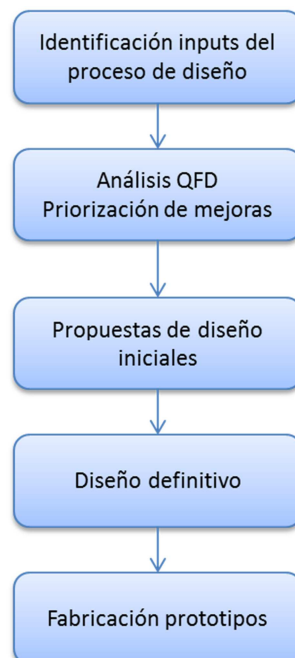 Identificación inputs del
proceso de diseño
Análisis QFD
Priorización de mejoras
Propuestas de diseño
iniciales
Diseño definitivo
Fabricación prototipos